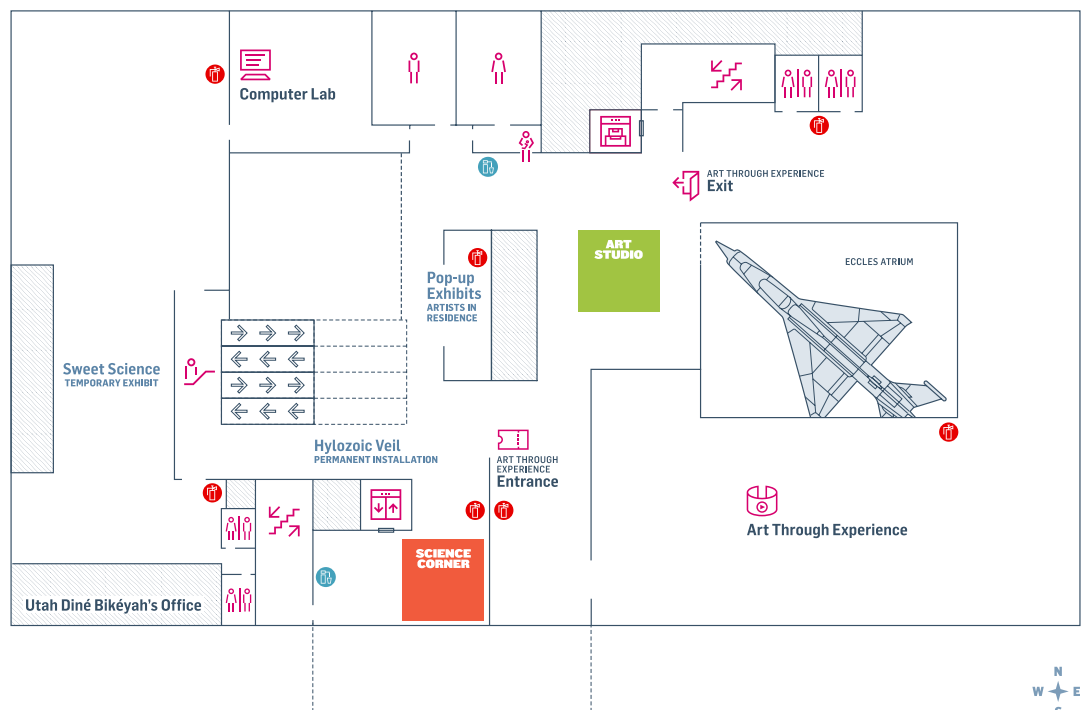 Computer Lab
ART THROUGH EXPERIENCE
Exit
ART
STUDIO
ECCLES ATRIUM
Pop-up
Exhibits
ARTISTS IN
RESIDENCE
Sweet Science
TEMPORARY EXHIBIT
Hylozoic Veil
PERMANENT INSTALLATION
ART THROUGH
EXPERIENCE
Entrance
Art Through Experience
SCIENCE
CORNER
Utah Diné Bikéyah's Office
N
W E
S